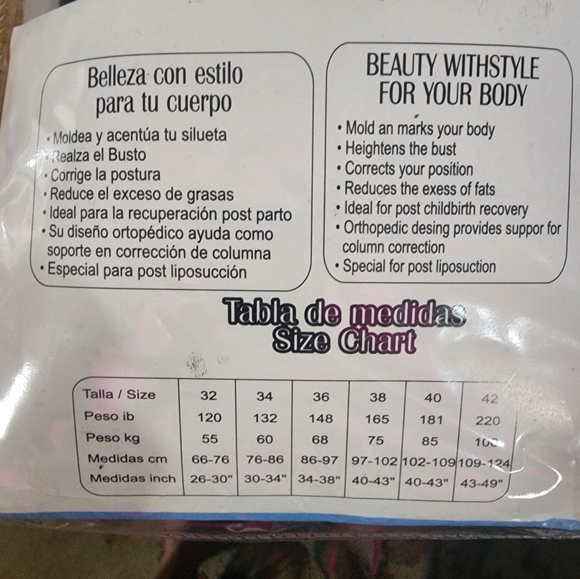 Belleza con estilo
para tu cuerpo
• Moldea y acentúa tu silueta
• Realza el Busto
• Corrige la postura
• Reduce el exceso de grasas
• Ideal para la recuperación post parto
• Su diseño ortopédico ayuda como
soporte en corrección de columna
• Especial para post liposucción
BEAUTY WITHSTYLE
FOR YOUR BODY
• Mold an marks your body
• Heightens the bust
• Corrects your position
• Reduces the exess of fats
• Ideal for post childbirth recovery
• Orthopedic desing provides suppor for
column correction
• Special for post liposuction
Tabla de medidas
Size Chart
Talla / Size 32 34 36 38 40 42
Peso ib 120 132 148 165 181 220
Peso kg 55 60 68 75 85
Medidas cm 66-76 76-86 86-97 97-102 102-109 109-124
Medidas inch 26-30" 30-34" 34-38" 40-43" 40-43" 43-49"